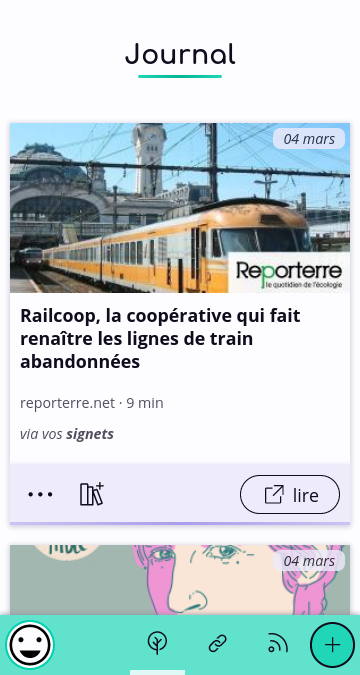 Journal
04 mars
Reporterre
le quotidien de l'écologie
Railcoop, la coopérative qui fait
renaître les lignes de train
abandonnées
reporterre.net · 9 min
via vos signets
lire
04 mars